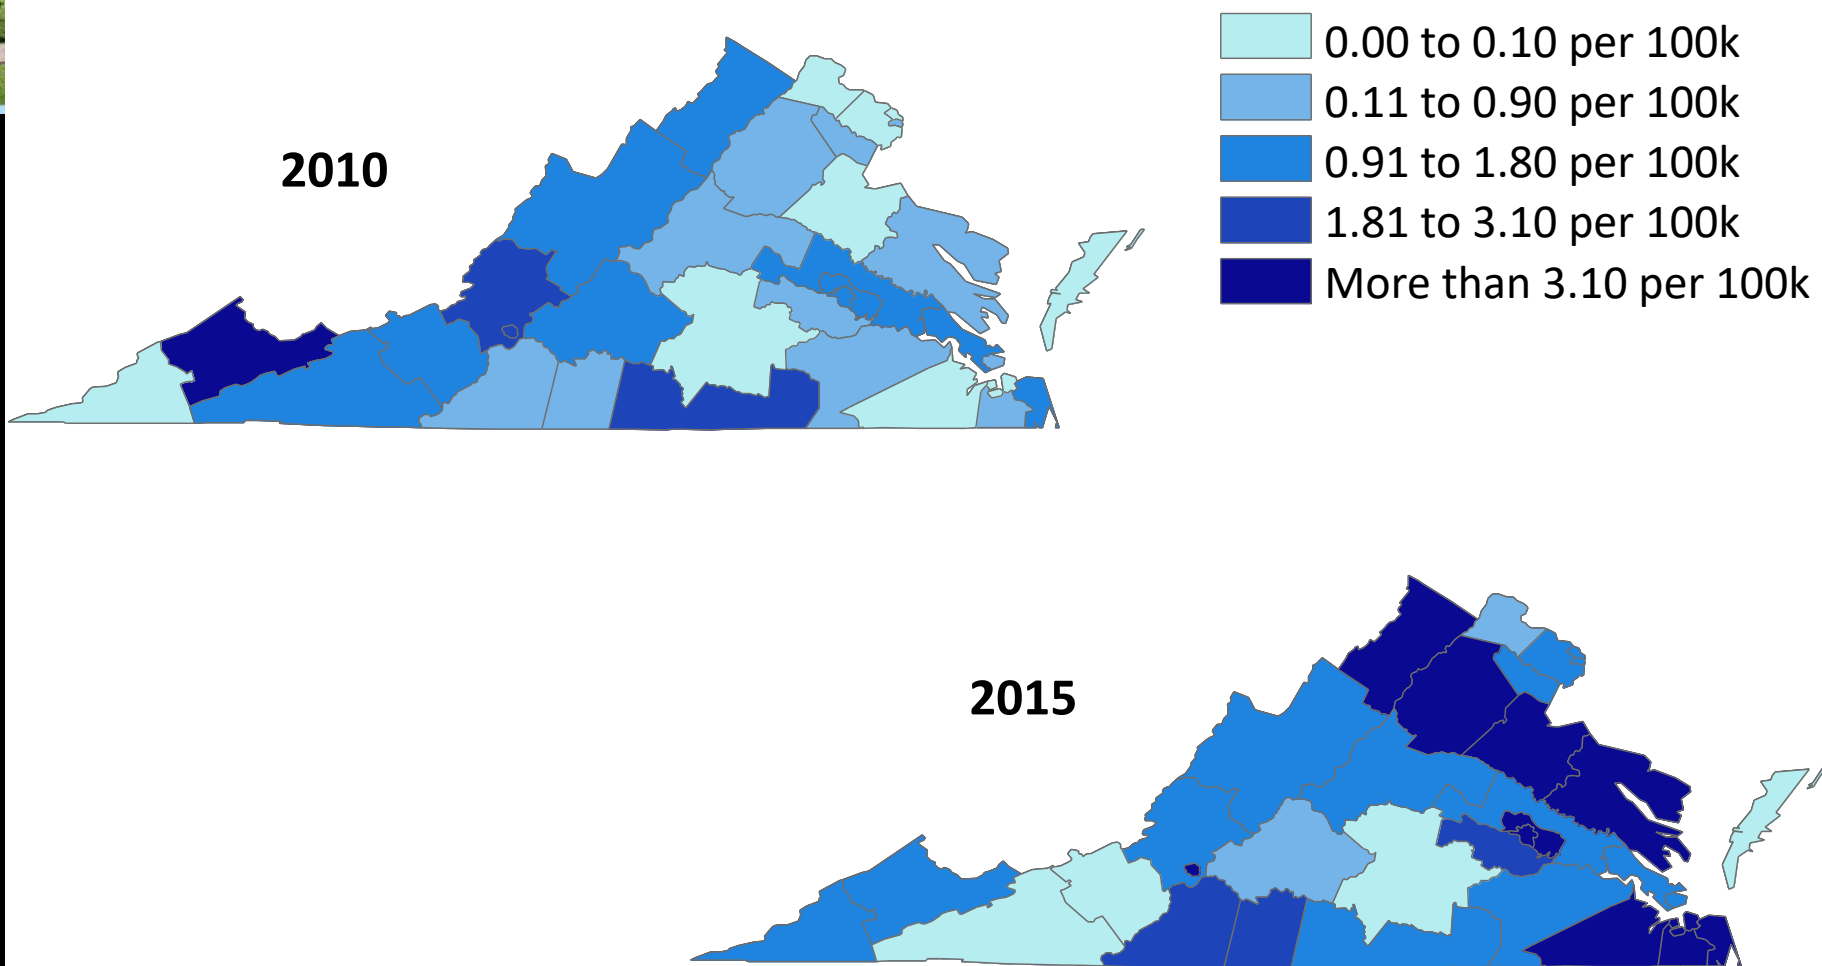 0.00 to 0.10 per 100k
0.11 to 0.90 per 100k
0.91 to 1.80 per 100k
1.81 to 3.10 per 100k
More than 3.10 per 100k
2010
2015